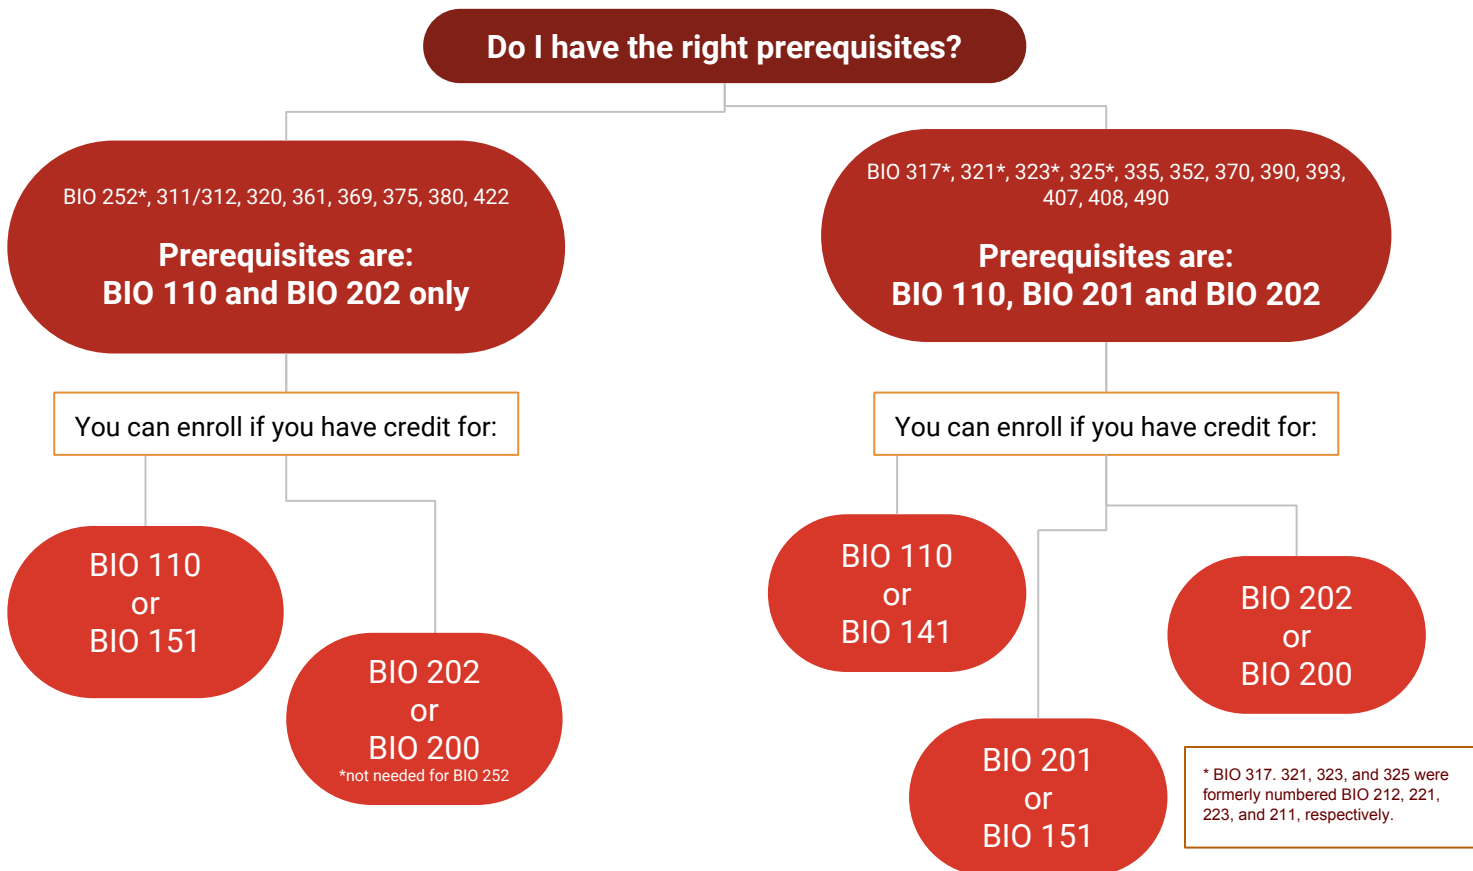 Do I have the right prerequisites?
BIO 252*, 311/312, 320, 361, 369, 375, 380, 422
Prerequisites are:
BIO 110 and BIO 202 only
You can enroll if you have credit for:
BIO 110
or
BIO 151
BIO 202
or
BIO 200
*not needed for BIO 252
BIO 317*, 321*, 323*, 325*, 335, 352, 370, 390, 393,
407, 408, 490
Prerequisites are:
BIO 110, BIO 201 and BIO 202
You can enroll if you have credit for:
BIO 110
or
BIO 141
BIO 201
or
BIO 151
BIO 202
or
BIO 200
* BIO 317. 321, 323, and 325 were
formerly numbered BIO 212, 221,
223, and 211, respectively.